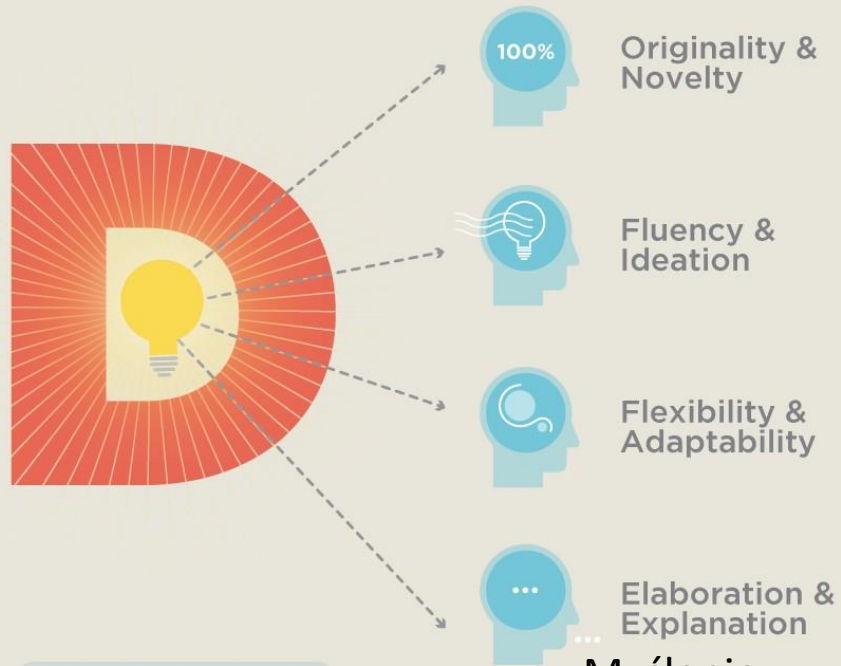 100%
Originality &
Novelty
Fluency &
Ideation
Flexibility &
Adaptability
...
Elaboration &
Explanation
...